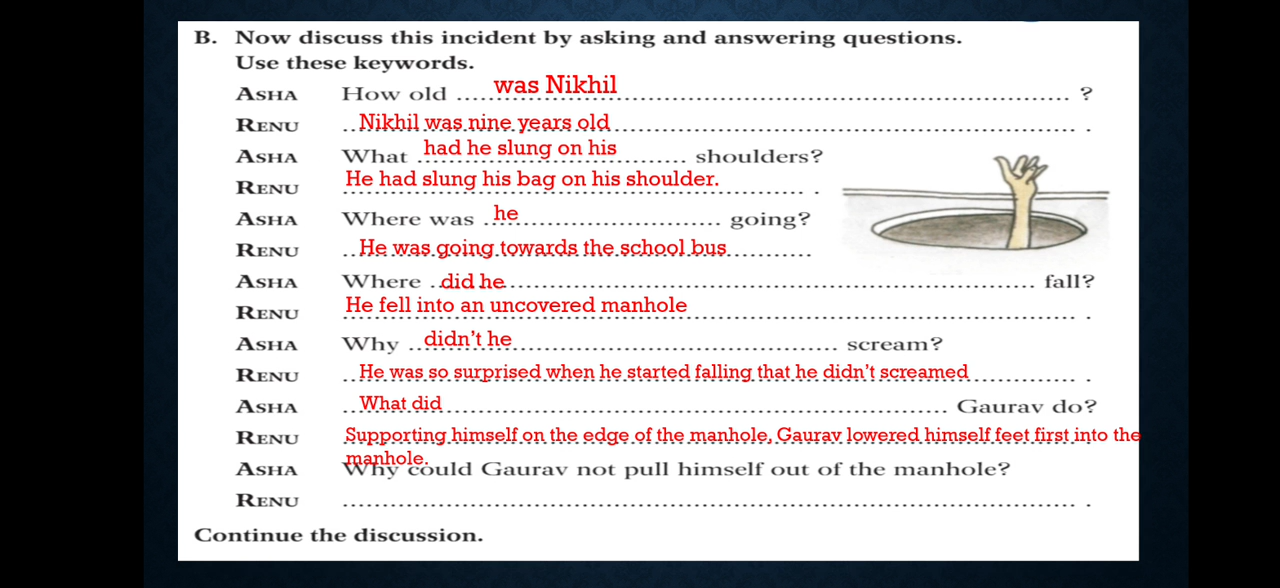 B. Now discuss this incident by asking and answering questions.
Use these keywords.
ASHA How old ... was Nikhil ... ?
RENU Nikhil was nine years old .
ASHA What ... had he slung on his ... shoulders?
RENU He had slung his bag on his shoulder. .
ASHA Where was ... he ... going?
RENU He was going towards the school bus
ASHA Where ... did he ... fall?
RENU He fell into an uncovered manhole .
ASHA Why ... didn't he ... scream?
RENU He was so surprised when he started falling that he didn't screamed .
ASHA What did ... Gaurav do?
RENU Supporting himself on the edge of the manhole, Gaurav lowered himself feet first into the
manhole.
ASHA Why could Gaurav not pull himself out of the manhole?
RENU ... .
Continue the discussion.